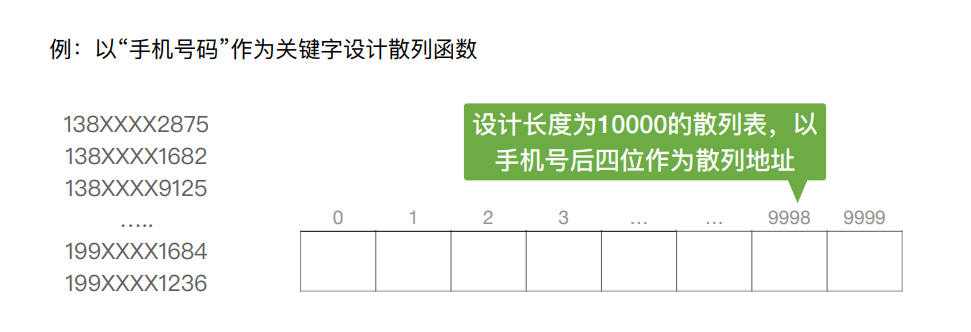 例：以“手机号码”作为关键字设计散列函数
138XXXX2875
138XXXX1682
138XXXX9125
…..
199XXXX1684
199XXXX1236
设计长度为10000的散列表，以
手机号后四位作为散列地址
0 1 2 3 … … 9998 9999